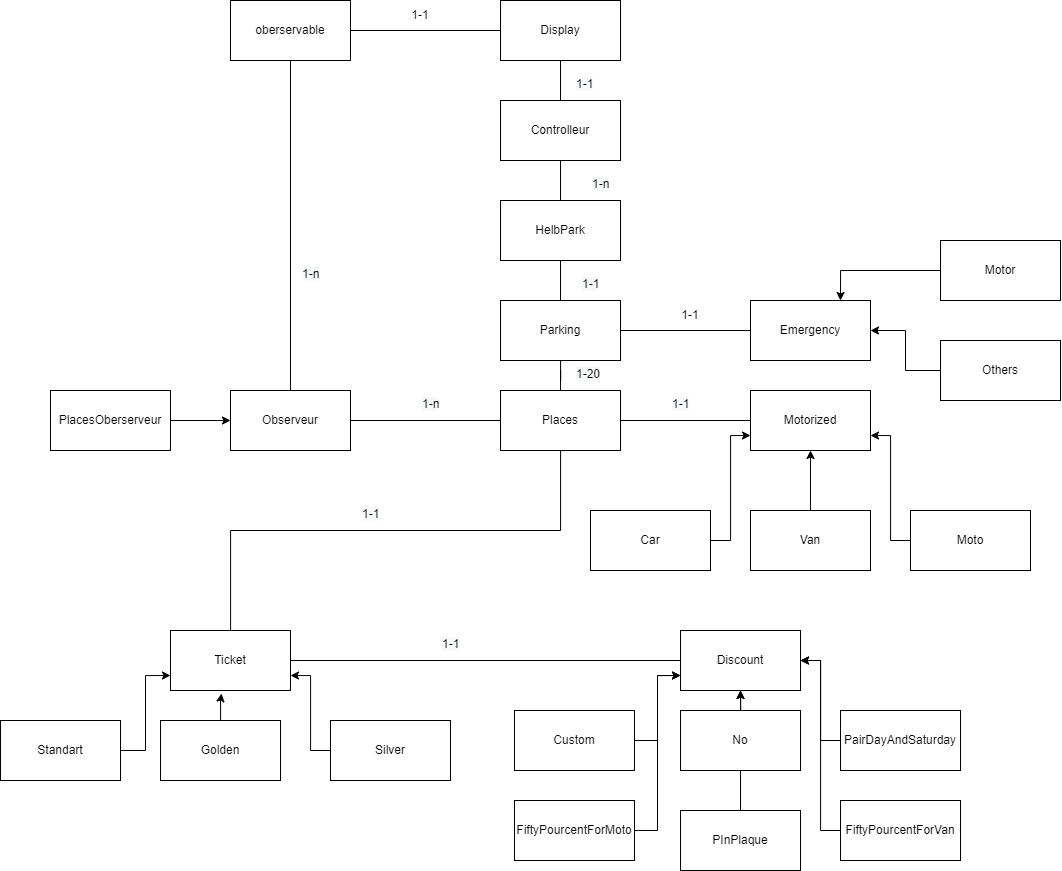 1-1
oberservable
Display
1-1
Controlleur
1-n
HelbPark
Motor
1-n
1-1
Parking
1-1
Emergency
Others
1-20
PlacesOberserveur
Observeur
1-n
Places
1-1
Motorized
1-1
Car
Van
Moto
Ticket
1-1
Discount
Standart
Golden
Silver
Custom
No
PairDayAndSaturday
FiftyPourcentForMoto
PInPlaque
FiftyPourcentForVan